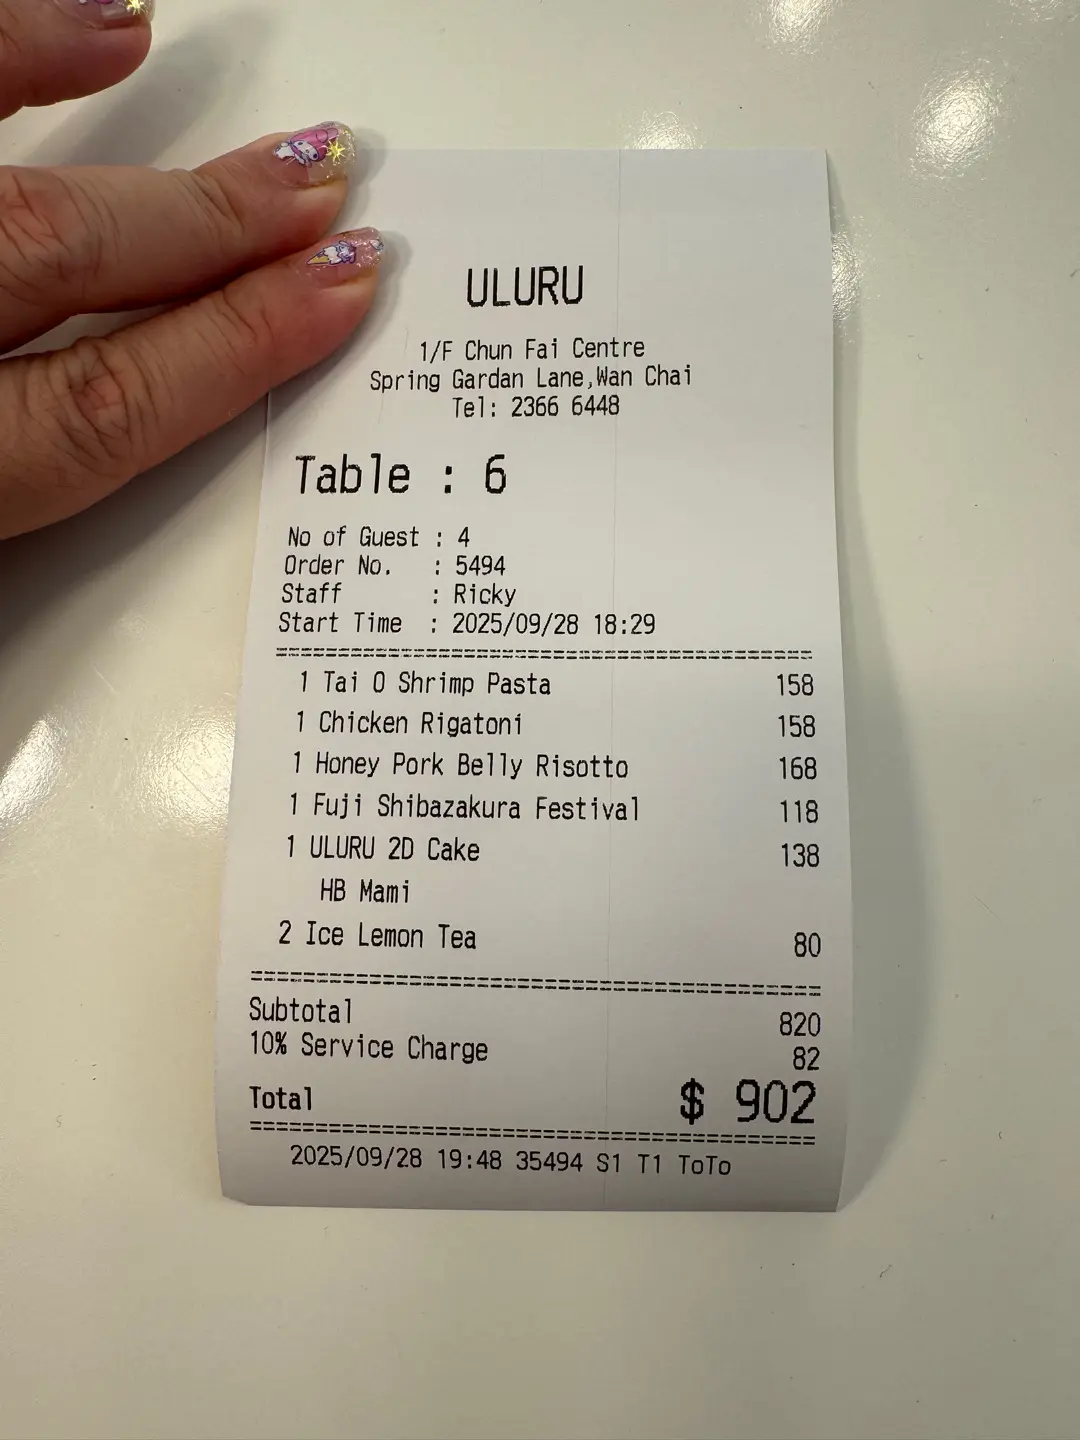 ULURU
1/F Chun Fai Centre
Spring Gardan Lane,Wan Chai
Tel: 2366 6448
Table : 6
No of Guest : 4
Order No. : 5494
Staff : Ricky
Start Time : 2025/09/28 18:29
1 Tai O Shrimp Pasta 158
1 Chicken Rigatoni 158
1 Honey Pork Belly Risotto 168
1 Fuji Shibazakura Festival 118
1 ULURU 2D Cake 138
HB Mami
2 Ice Lemon Tea 80
Subtotal 820
10% Service Charge 82
Total $ 902
2025/09/28 19:48 35494 S1 T1 ToTo